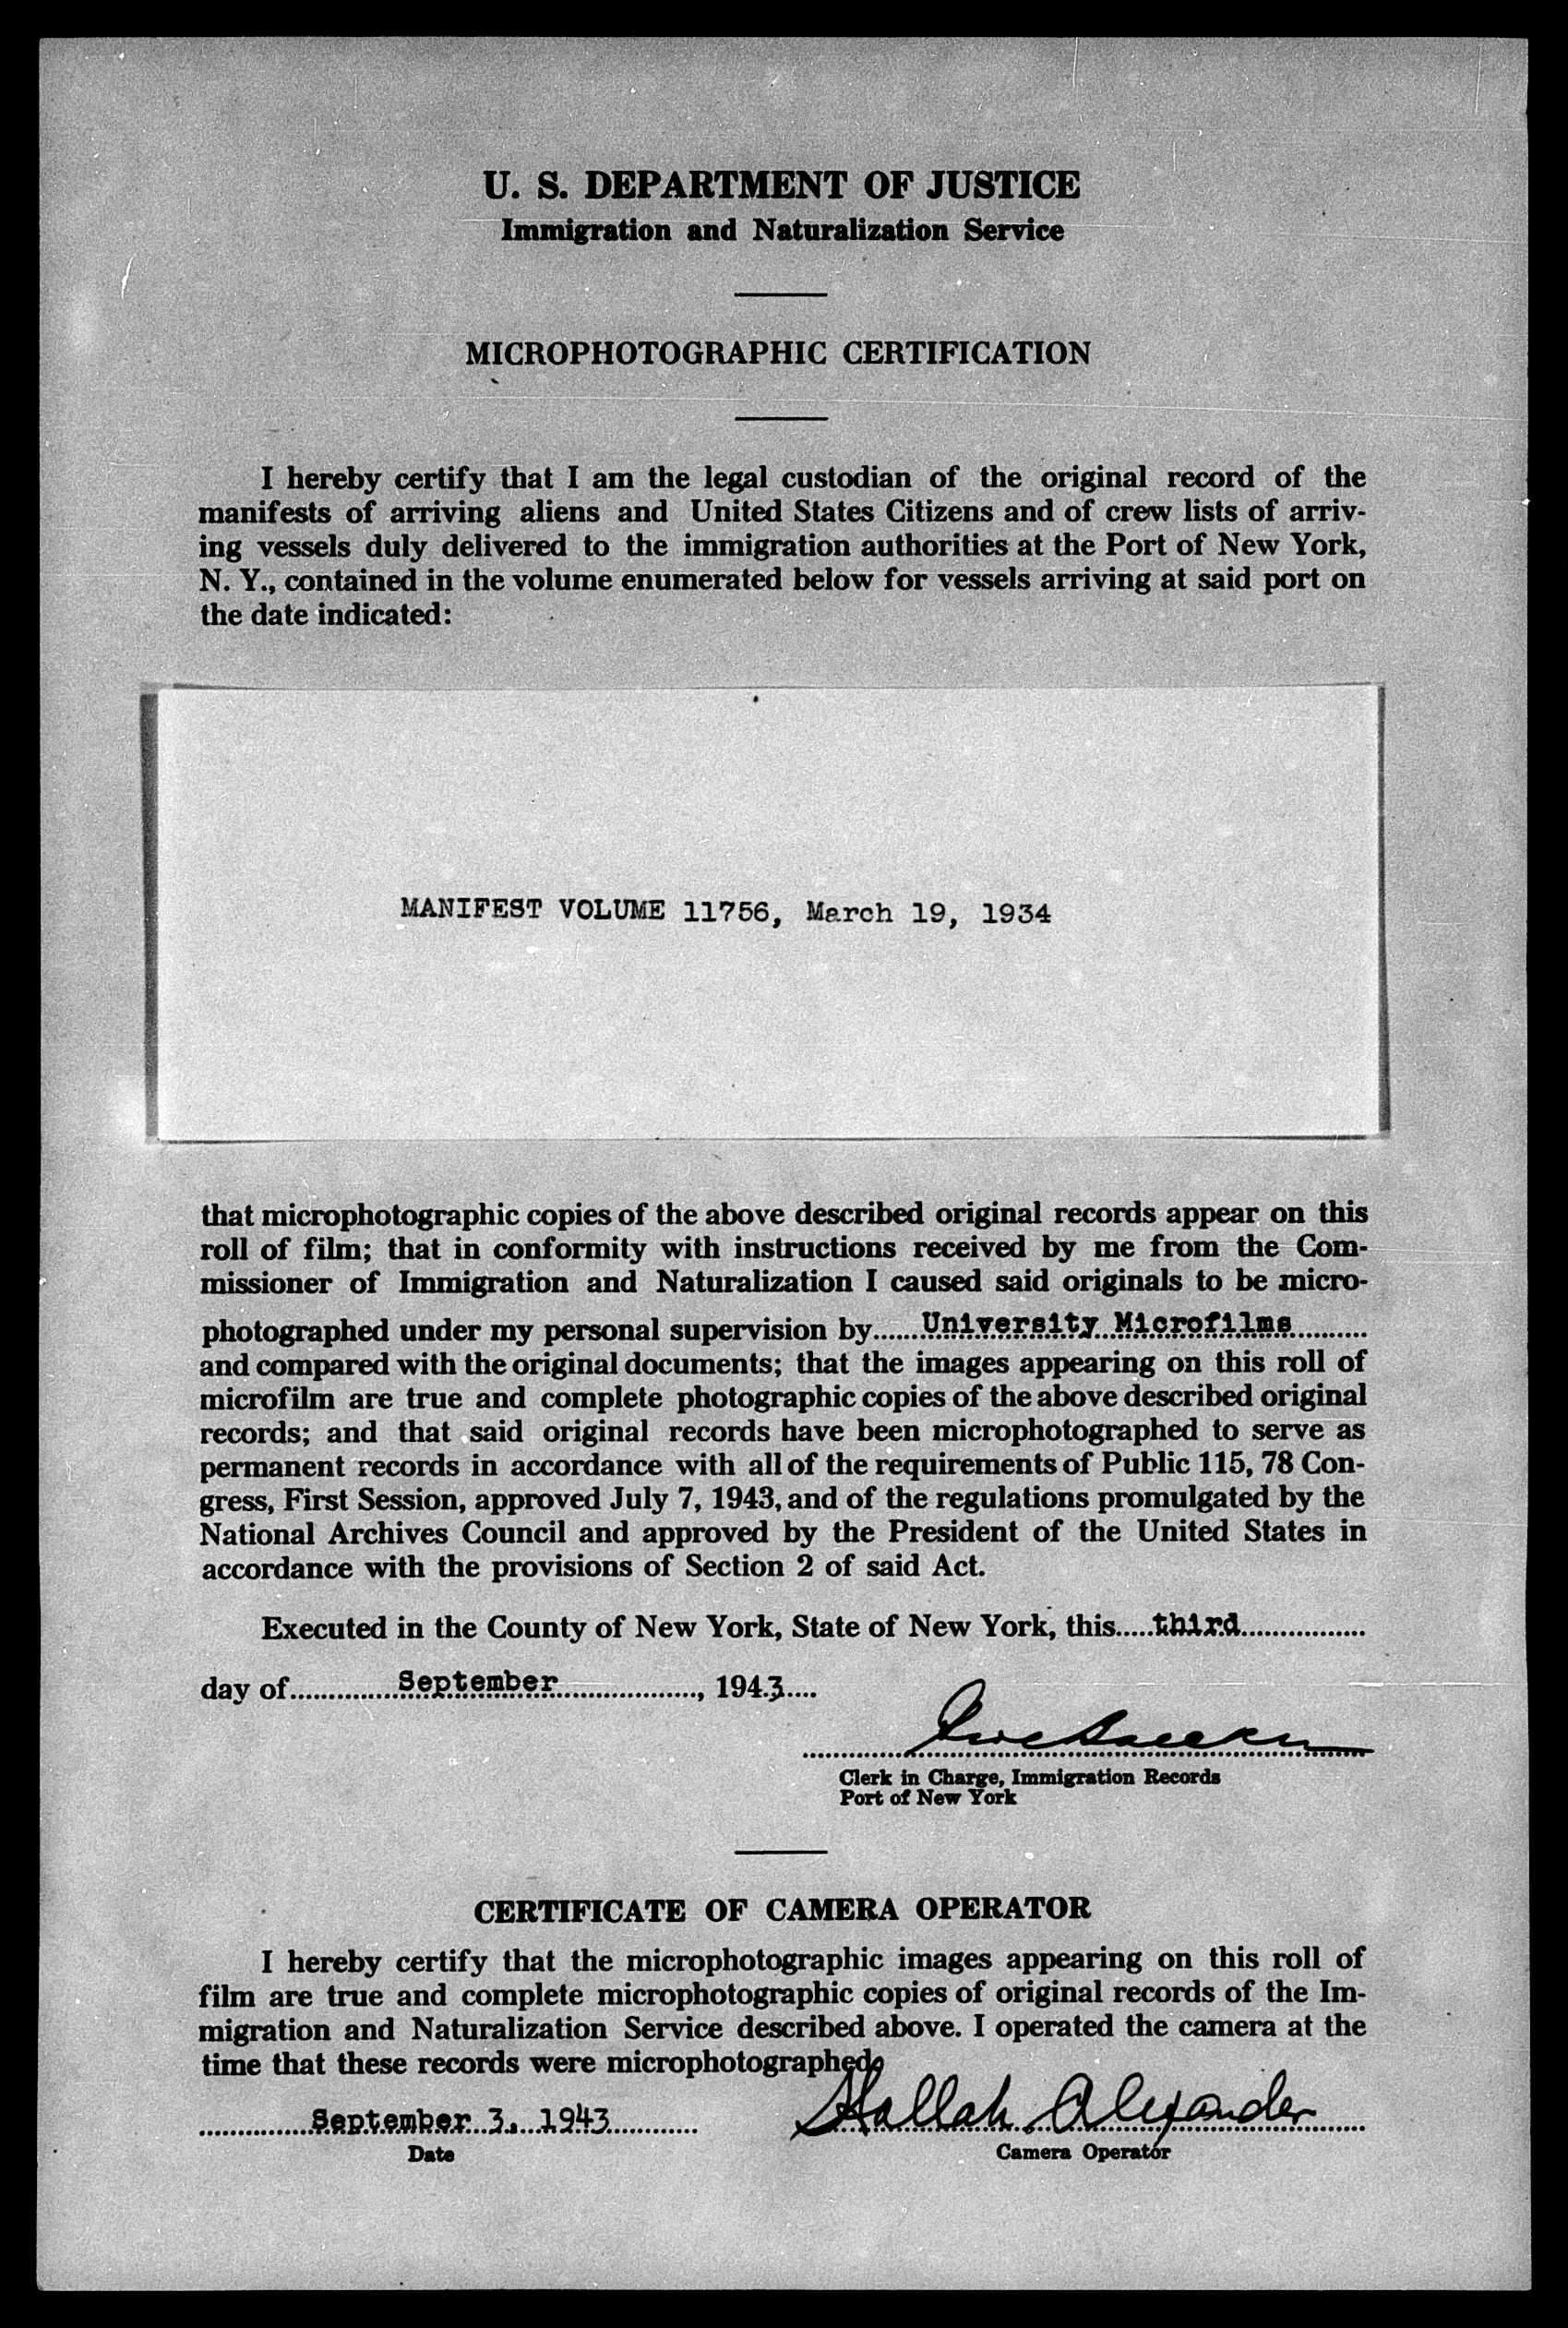 U. S. DEPARTMENT OF JUSTICE
Immigration and Naturalization Service
MICROPHOTOGRAPHIC CERTIFICATION
I hereby certify that I am the legal custodian of the original record of the
manifests of arriving aliens and United States Citizens and of crew lists of arriv-
ing vessels duly delivered to the immigration authorities at the Port of New York,
N. Y., contained in the volume enumerated below for vessels arriving at said port on
the date indicated:
MANIFEST VOLUME 11756, March 19, 1934
that microphotographic copies of the above described original records appear on this
roll of film; that in conformity with instructions received by me from the Com-
missioner of Immigration and Naturalization I caused said originals to be micro-
photographed under my personal supervision by.......University Microfilms..........
and compared with the original documents; that the images appearing on this roll of
microfilm are true and complete photographic copies of the above described original
records; and that said original records have been microphotographed to serve as
permanent records in accordance with all of the requirements of Public 115, 78 Con-
gress, First Session, approved July 7, 1943, and of the regulations promulgated by the
National Archives Council and approved by the President of the United States in
accordance with the provisions of Section 2 of said Act.
Executed in the County of New York, State of New York, this.....third.................
day of..............September..................., 1943.....
Clerk in Charge, Immigration Records
Port of New York
CERTIFICATE OF CAMERA OPERATOR
I hereby certify that the microphotographic images appearing on this roll of
film are true and complete microphotographic copies of original records of the Im-
migration and Naturalization Service described above. I operated the camera at the
time that these records were microphotographed.
September 3, 1943 Hallah Alexander
Date Camera Operator